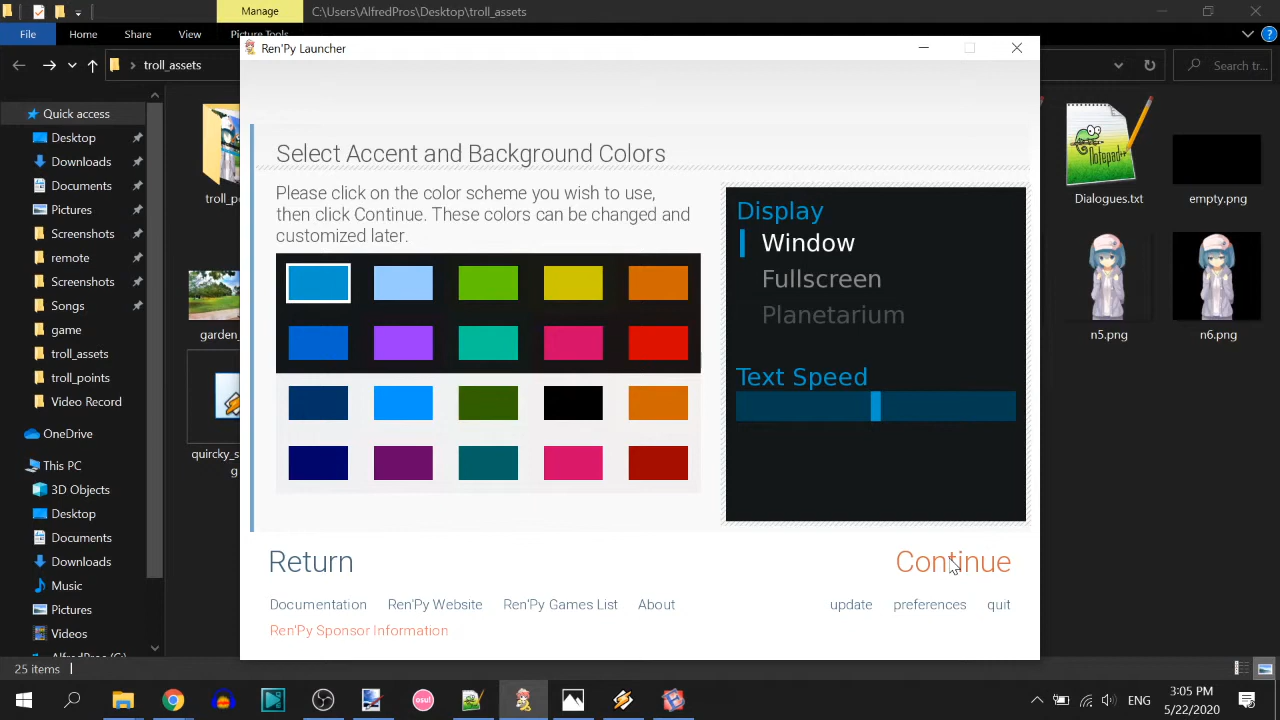 Manage
C:\Users\AlfredPros\Desktop\troll_assets
File
Home
Share
View
Picture Tools
Ren'Py Launcher
troll_assets
Search tr...
Quick access
Desktop
Downloads
Documents
Pictures
Screenshots
remote
Screenshots
Songs
game
troll_assets
troll_points
Video Record
OneDrive
This PC
3D Objects
Desktop
Documents
Downloads
Music
Pictures
Videos
AlfredPros (C:)
25 items
troll_p
garden_
quircky_s
g
Select Accent and Background Colors
Please click on the color scheme you wish to use,
then click Continue. These colors can be changed and
customized later.
Display
Window
Fullscreen
Planetarium
Text Speed
Return
Continue
Documentation
Ren'Py Website
Ren'Py Games List
About
update
preferences
quit
Ren'Py Sponsor Information
Notepad++
Dialogues.txt
empty.png
n5.png
n6.png
osu!
ENG
3:05 PM
5/22/2020